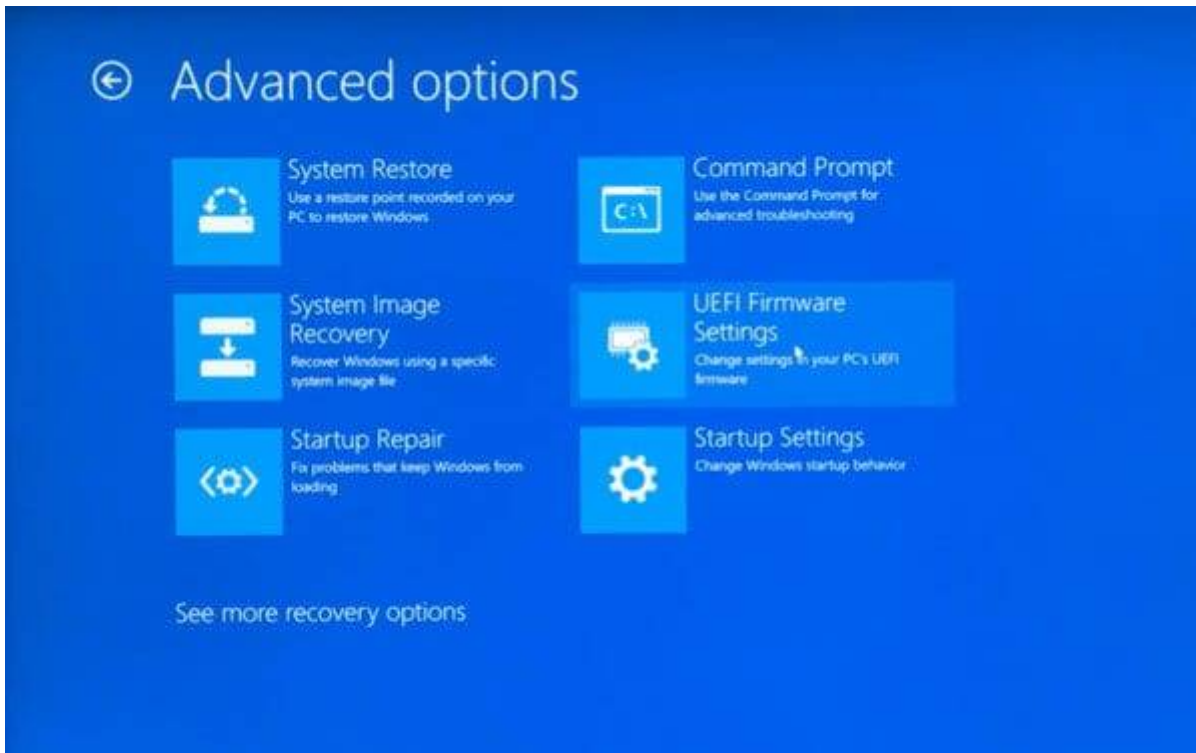 Advanced options
System Restore
Use a restore point recorded on your
PC to restore Windows
Command Prompt
Use the Command Prompt for
advanced troubleshooting
C:\
System Image
Recovery
Recover Windows using a specific
system image file
UEFI Firmware
Settings
Change settings in your PC's UEFI
firmware
Startup Repair
Fix problems that keep Windows from
loading
Startup Settings
Change Windows startup behavior
See more recovery options